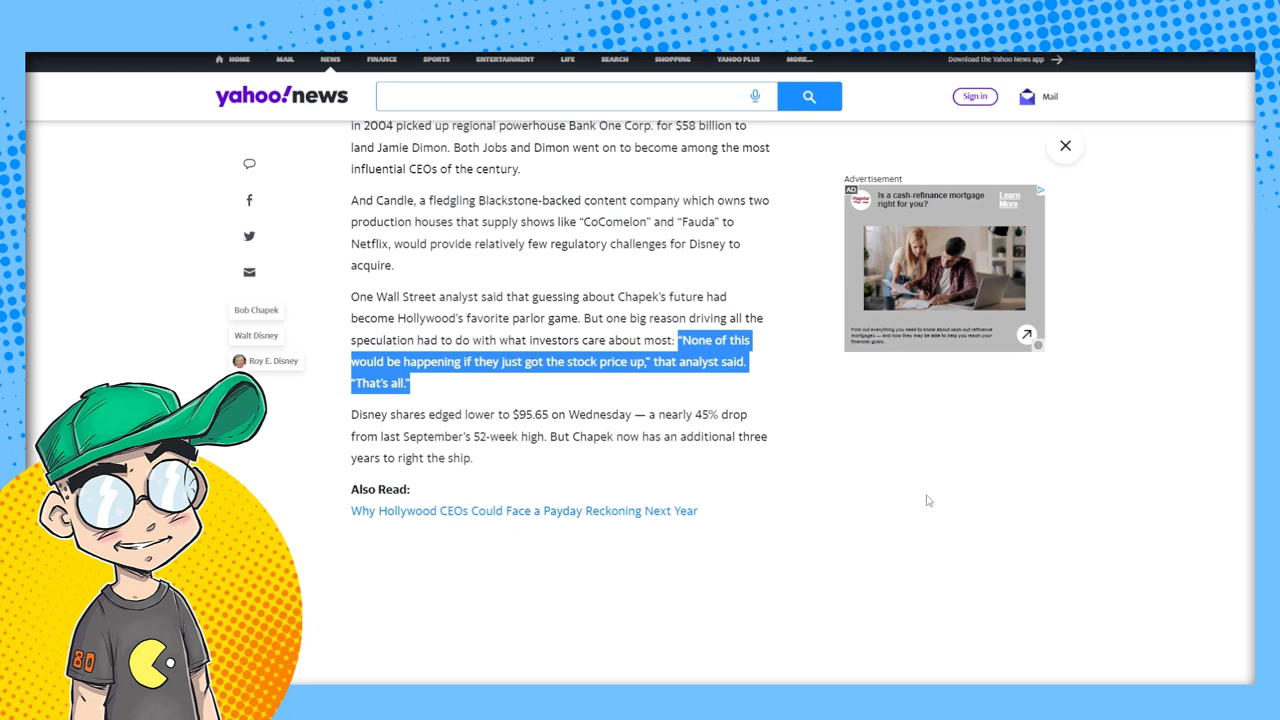 HOME MAIL NEWS FINANCE SPORTS ENTERTAINMENT LIFE SEARCH SHOPPING YAHOO PLUS MORE... Download the Yahoo News app
yahoo!news
Sign in Mail
in 2004 picked up regional powerhouse Bank One Corp. for $58 billion to
land Jamie Dimon. Both Jobs and Dimon went on to become among the most
influential CEOs of the century.
And Candle, a fledgling Blackstone-backed content company which owns two
production houses that supply shows like “CoComelon” and “Fauda” to
Netflix, would provide relatively few regulatory challenges for Disney to
acquire.
One Wall Street analyst said that guessing about Chapek’s future had
become Hollywood’s favorite parlor game. But one big reason driving all the
speculation had to do with what investors care about most: “None of this
would be happening if they just got the stock price up,” that analyst said.
“That’s all.”
Disney shares edged lower to $95.65 on Wednesday — a nearly 45% drop
from last September’s 52-week high. But Chapek now has an additional three
years to right the ship.
Also Read:
Why Hollywood CEOs Could Face a Payday Reckoning Next Year
Bob Chapek
Walt Disney
Roy E. Disney
Advertisement
AD
Flagstar
Is a cash-refinance mortgage
right for you?
Learn
More
Find out everything you need to know about cash-out refinance
mortgages — and how they may be able to help you reach your
financial goals.
80